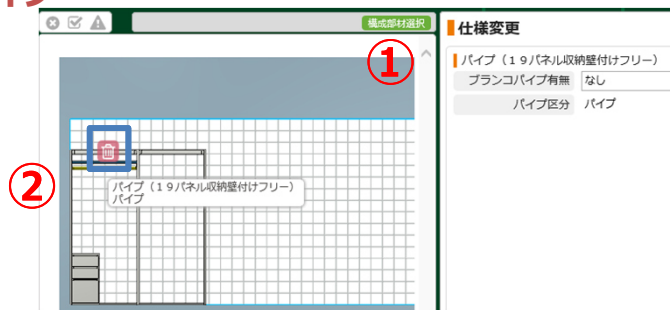 構成部材選択
①
②
パイプ（１９パネル収納壁付けフリー）
パイプ
仕様変更
パイプ（１９パネル収納壁付けフリー）
ブランコパイプ有無 なし
パイプ区分 パイプ